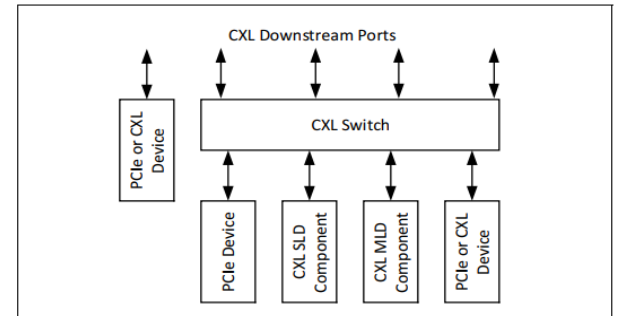 CXL Downstream Ports
PCIe or CXL
Device
CXL Switch
PCIe Device
CXL SLD
Component
CXL MLD
Component
PCIe or CXL
Device